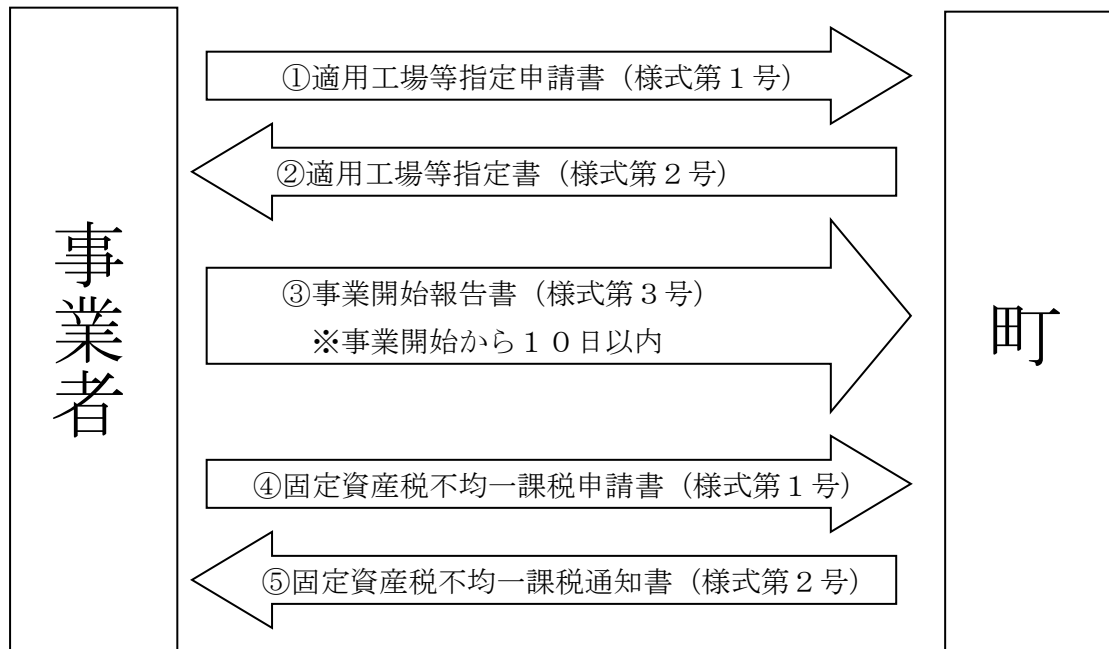 事業者
①適用工場等指定申請書（様式第１号）
②適用工場等指定書（様式第２号）
③事業開始報告書（様式第３号）
※事業開始から１０日以内
④固定資産税不均一課税申請書（様式第１号）
⑤固定資産税不均一課税通知書（様式第２号）
町